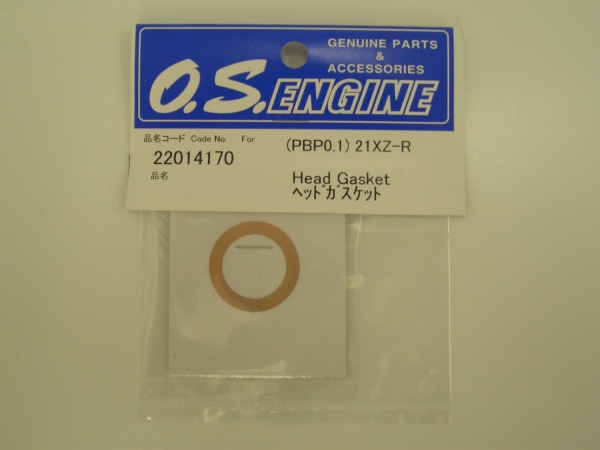 GENUINE PARTS
&
ACCESSORIES
O.S.ENGINE
品名コード Code No. For
22014170
(PBP0.1) 21XZ-R
品名
Head Gasket
ヘッドガスケット